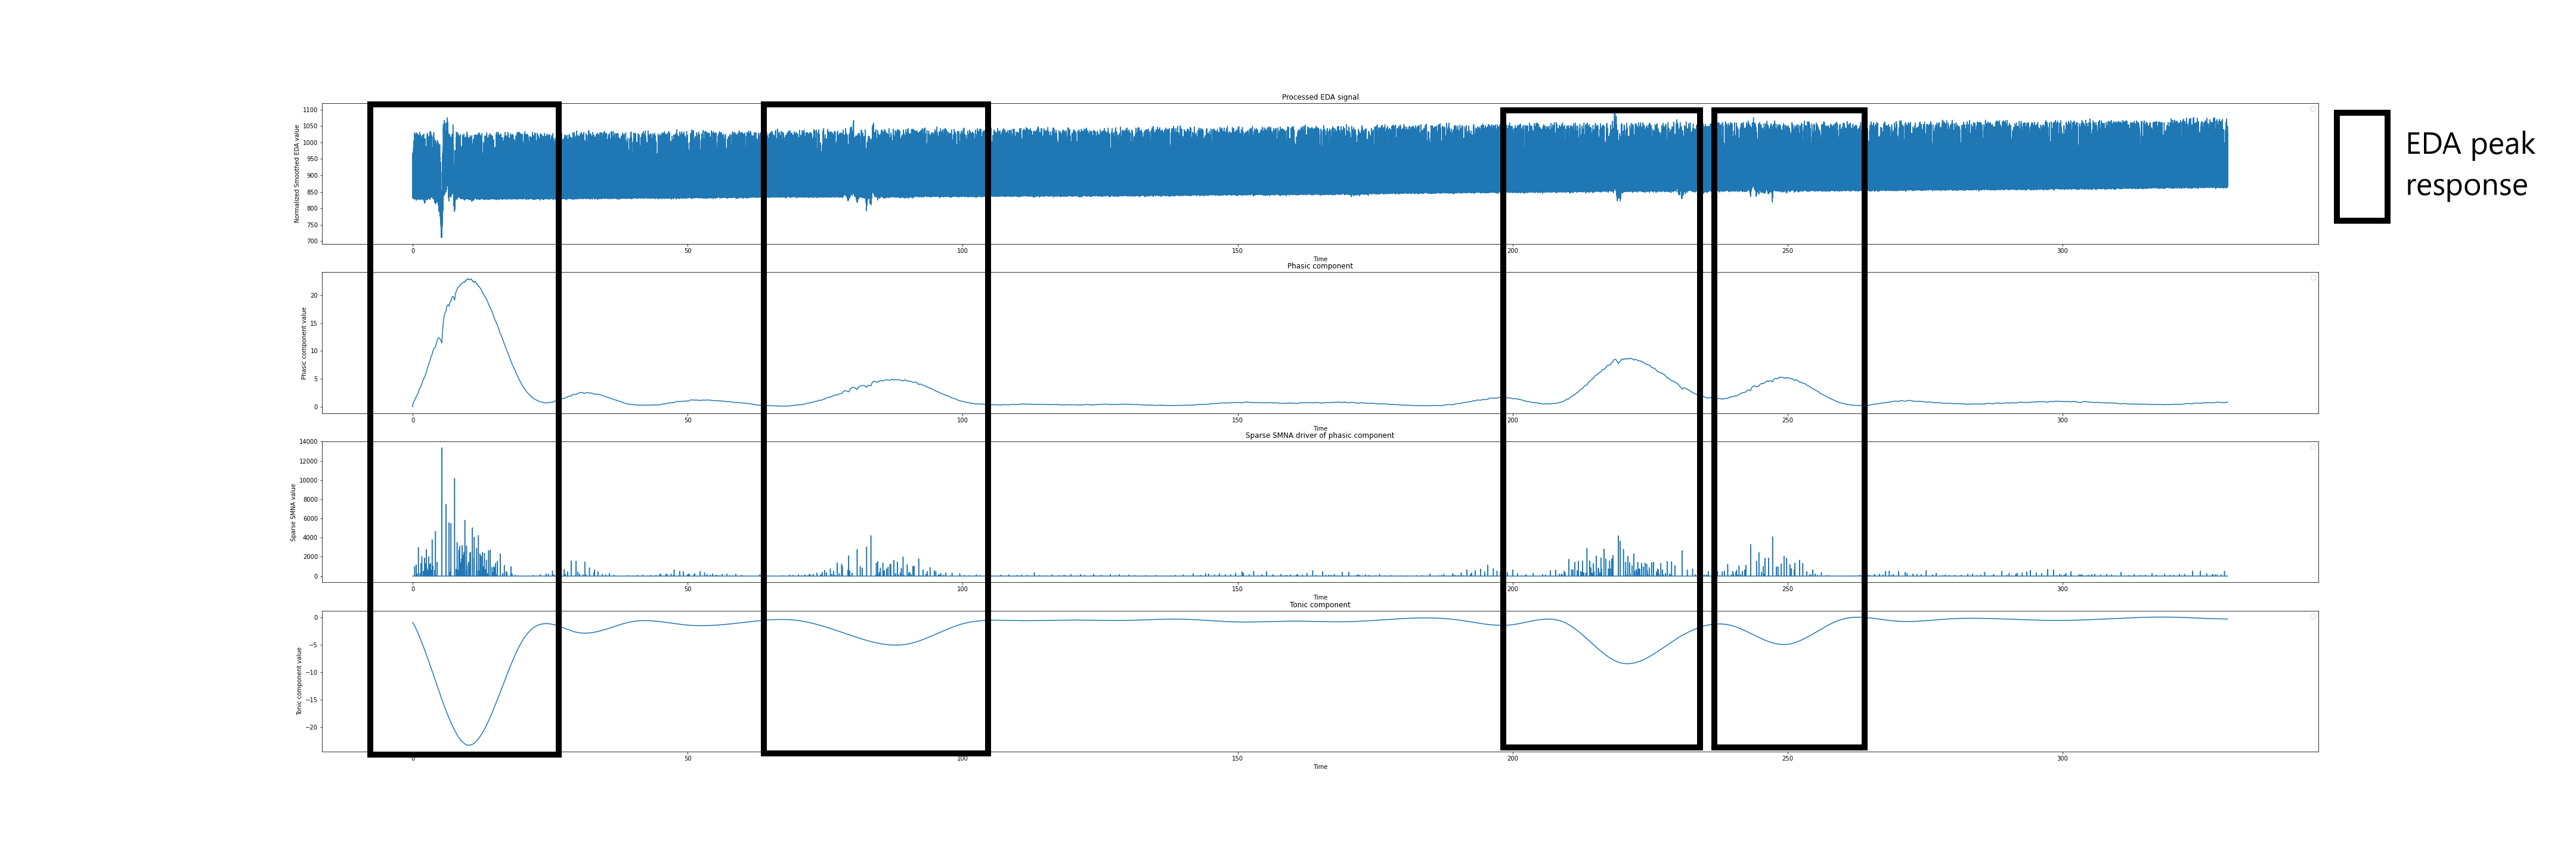 Processed EDA signal
Normalized Smoothed EDA value
1100
1050
1000
950
900
850
800
750
700
0 50 100 150 200 250 300
Time
EDA peak
response
Phasic component
Phasic component value
20
15
10
5
0
0 50 100 150 200 250 300
Time
Sparse SMNA driver of phasic component
Sparse SMNA value
14000
12000
10000
8000
6000
4000
2000
0
0 50 100 150 200 250 300
Time
Tonic component
Tonic component value
0
−5
−10
−15
−20
0 50 100 150 200 250 300
Time